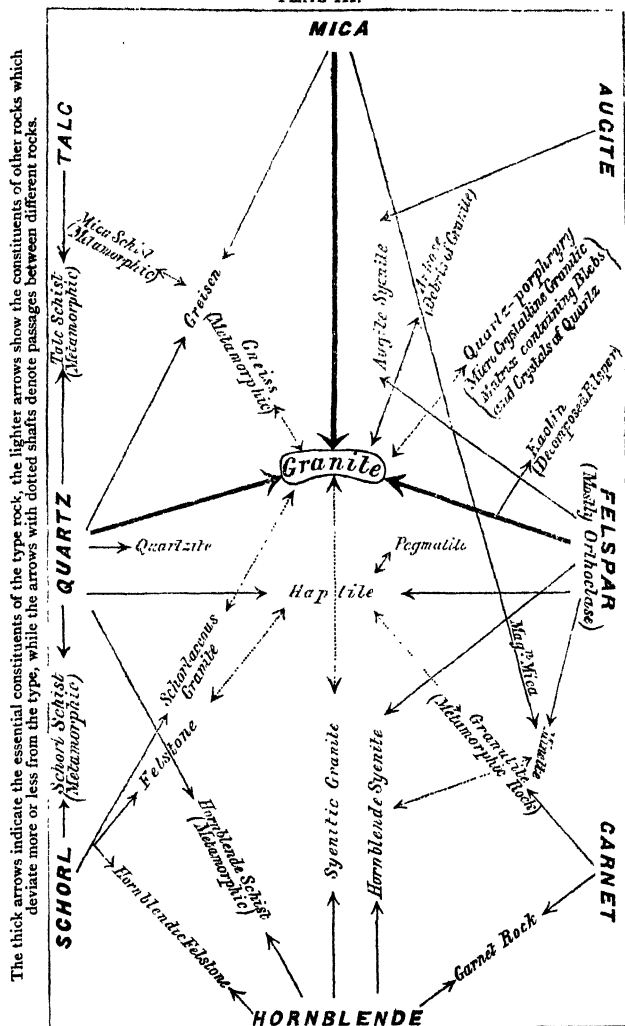 MICA
AUGITE
TALC
Mica Schist
(Metamorphic)
Greisen
Talc Schist
(Metamorphic)
Gneiss
(Metamorphic)
Augite Syenite
(Debris of Granite)
Quartz-porphyry
(Micro Crystalline Granitic
Matrix containing Blebs
and Crystals of Quartz)
Kaolin
(Decomposed Felspar)
Granite
QUARTZ
Quartzite
Pegmatite
FELSPAR
(Mostly Orthoclase)
Haplite
Schorlaceous
Granite
Felstone
Magn. Mica
Granulite
(Metamorphic Rock)
Schorl Schist
(Metamorphic)
SCHORL
Hornblende Schist
(Metamorphic)
Syenitic Granite
Hornblende Syenite
Hornblendic Felstone
GARNET
Garnet Rock
HORNBLENDE
The thick arrows indicate the essential constituents of the type rock, the lighter arrows show the constituents of other rocks which
deviate more or less from the type, while the arrows with dotted shafts denote passages between different rocks.